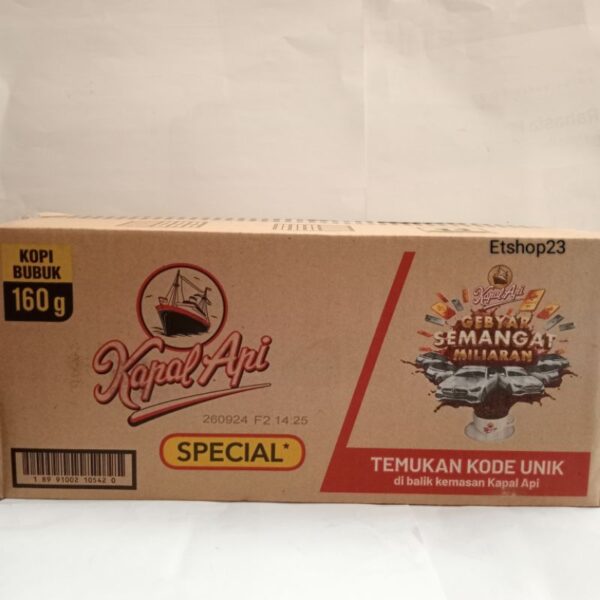 Etshop23
KOPI
BUBUK
160 g
Kapal Api
260924 F2 14.25
SPECIAL*
1 89 91002 10542 0
Kapal Api
GEBYAR
SEMANGAT
MILIARAN
TEMUKAN KODE UNIK
di balik kemasan Kapal Api